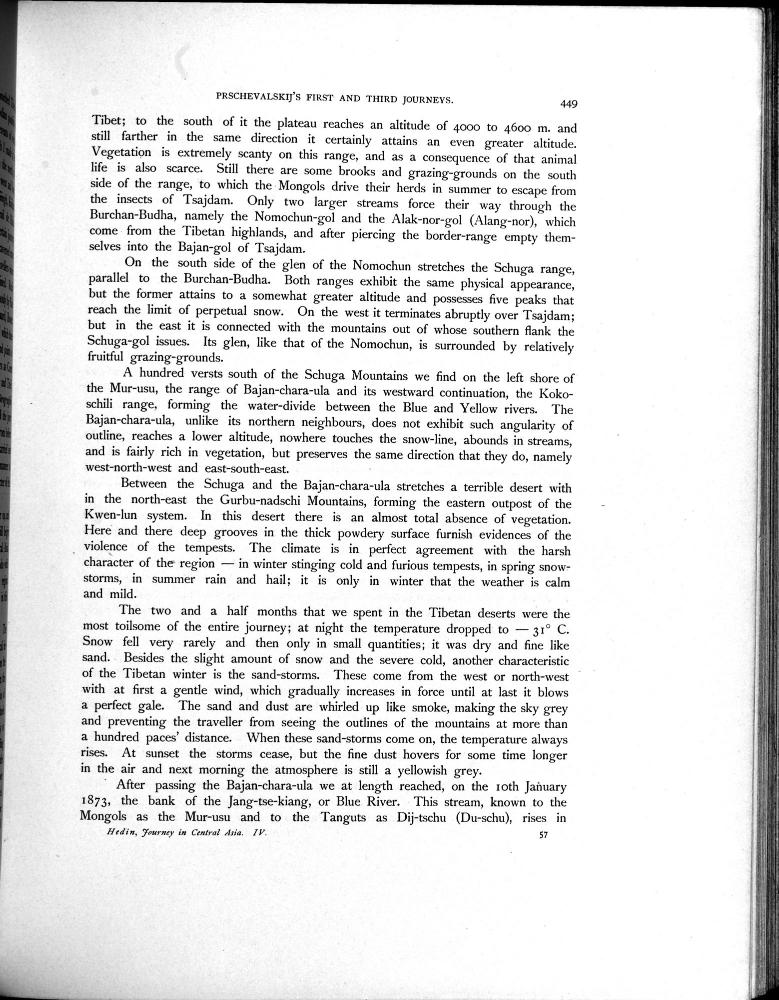 PRSCHEVALSKIJ'S FIRST AND THIRD JOURNEYS.
449
Tibet; to the south of it the plateau reaches an altitude of 4000 to 4600 m. and
still farther in the same direction it certainly attains an even greater altitude.
Vegetation is extremely scanty on this range, and as a consequence of that animal
life is also scarce. Still there are some brooks and grazing-grounds on the south
side of the range, to which the Mongols drive their herds in summer to escape from
the insects of Tsajdam. Only two larger streams force their way through the
Burchan-Budha, namely the Nomochun-gol and the Alak-nor-gol (Alang-nor), which
come from the Tibetan highlands, and after piercing the border-range empty them-
selves into the Bajan-gol of Tsajdam.
On the south side of the glen of the Nomochun stretches the Schuga range,
parallel to the Burchan-Budha. Both ranges exhibit the same physical appearance,
but the former attains to a somewhat greater altitude and possesses five peaks that
reach the limit of perpetual snow. On the west it terminates abruptly over Tsajdam;
but in the east it is connected with the mountains out of whose southern flank the
Schuga-gol issues. Its glen, like that of the Nomochun, is surrounded by relatively
fruitful grazing-grounds.
A hundred versts south of the Schuga Mountains we find on the left shore of
the Mur-usu, the range of Bajan-chara-ula and its westward continuation, the Koko-
schili range, forming the water-divide between the Blue and Yellow rivers. The
Bajan-chara-ula, unlike its northern neighbours, does not exhibit such angularity of
outline, reaches a lower altitude, nowhere touches the snow-line, abounds in streams,
and is fairly rich in vegetation, but preserves the same direction that they do, namely
west-north-west and east-south-east.
Between the Schuga and the Bajan-chara-ula stretches a terrible desert with
in the north-east the Gurbu-nadschi Mountains, forming the eastern outpost of the
Kwen-lun system. In this desert there is an almost total absence of vegetation.
Here and there deep grooves in the thick powdery surface furnish evidences of the
violence of the tempests. The climate is in perfect agreement with the harsh
character of the region — in winter stinging cold and furious tempests, in spring snow-
storms, in summer rain and hail; it is only in winter that the weather is calm
and mild.
The two and a half months that we spent in the Tibetan deserts were the
most toilsome of the entire journey; at night the temperature dropped to — 31° C.
Snow fell very rarely and then only in small quantities; it was dry and fine like
sand. Besides the slight amount of snow and the severe cold, another characteristic
of the Tibetan winter is the sand-storms. These come from the west or north-west
with at first a gentle wind, which gradually increases in force until at last it blows
a perfect gale. The sand and dust are whirled up like smoke, making the sky grey
and preventing the traveller from seeing the outlines of the mountains at more than
a hundred paces' distance. When these sand-storms come on, the temperature always
rises. At sunset the storms cease, but the fine dust hovers for some time longer
in the air and next morning the atmosphere is still a yellowish grey.
After passing the Bajan-chara-ula we at length reached, on the 10th January
1873, the bank of the Jang-tse-kiang, or Blue River. This stream, known to the
Mongols as the Mur-usu and to the Tanguts as Dij-tschu (Du-schu), rises in
Hedin, Journey in Central Asia. IV.
57